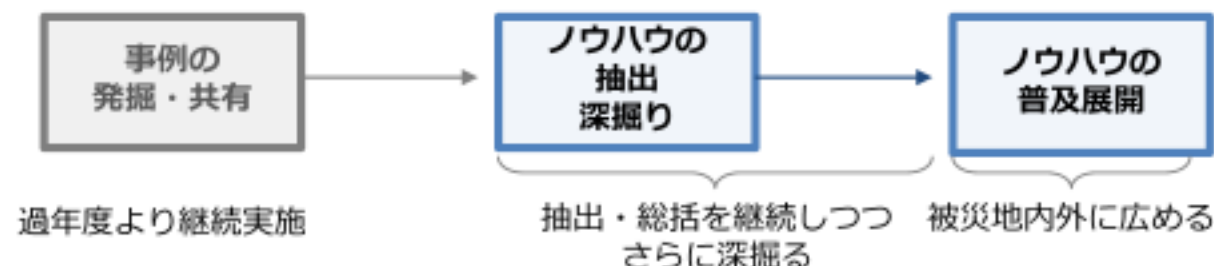 事例の
発掘・共有
ノウハウの
抽出
深掘り
ノウハウの
普及展開
過年度より継続実施
抽出・総括を継続しつつ
さらに深掘る
被災地内外に広める